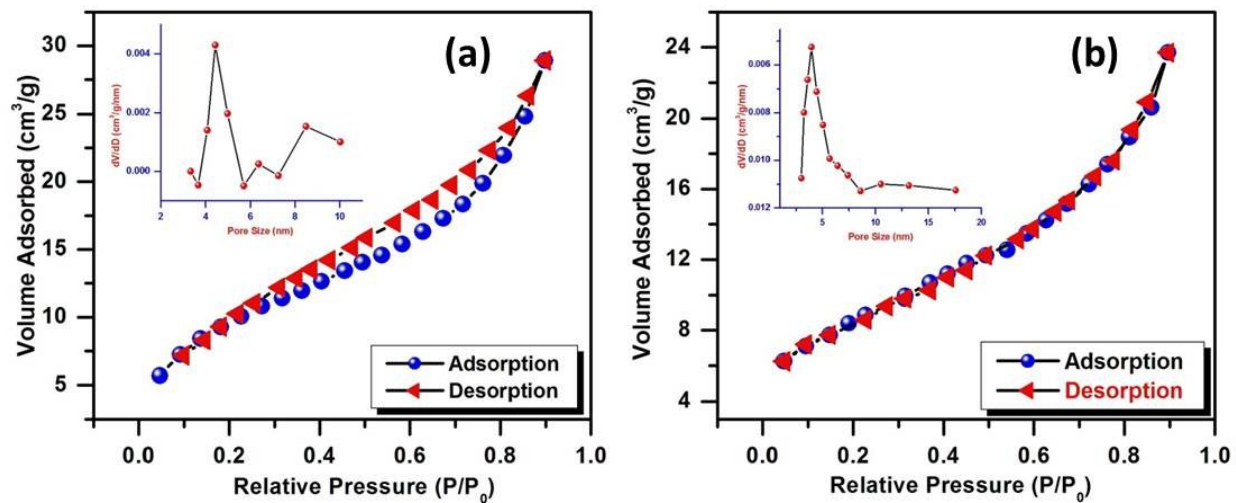 (a)
Volume Adsorbed (cm³/g)
30
25
20
15
10
5
0.0 0.2 0.4 0.6 0.8 1.0
Relative Pressure (P/P₀)
Adsorption
Desorption
dV/dD (cm³/g/nm)
0.004
0.002
0.000
2 4 6 8 10
Pore Size (nm)
(b)
Volume Adsorbed (cm³/g)
24
20
16
12
8
4
0.0 0.2 0.4 0.6 0.8 1.0
Relative Pressure (P/P₀)
Adsorption
Desorption
dV/dD (cm³/g/nm)
0.006
0.008
0.010
0.012
5 10 15 20
Pore Size (nm)